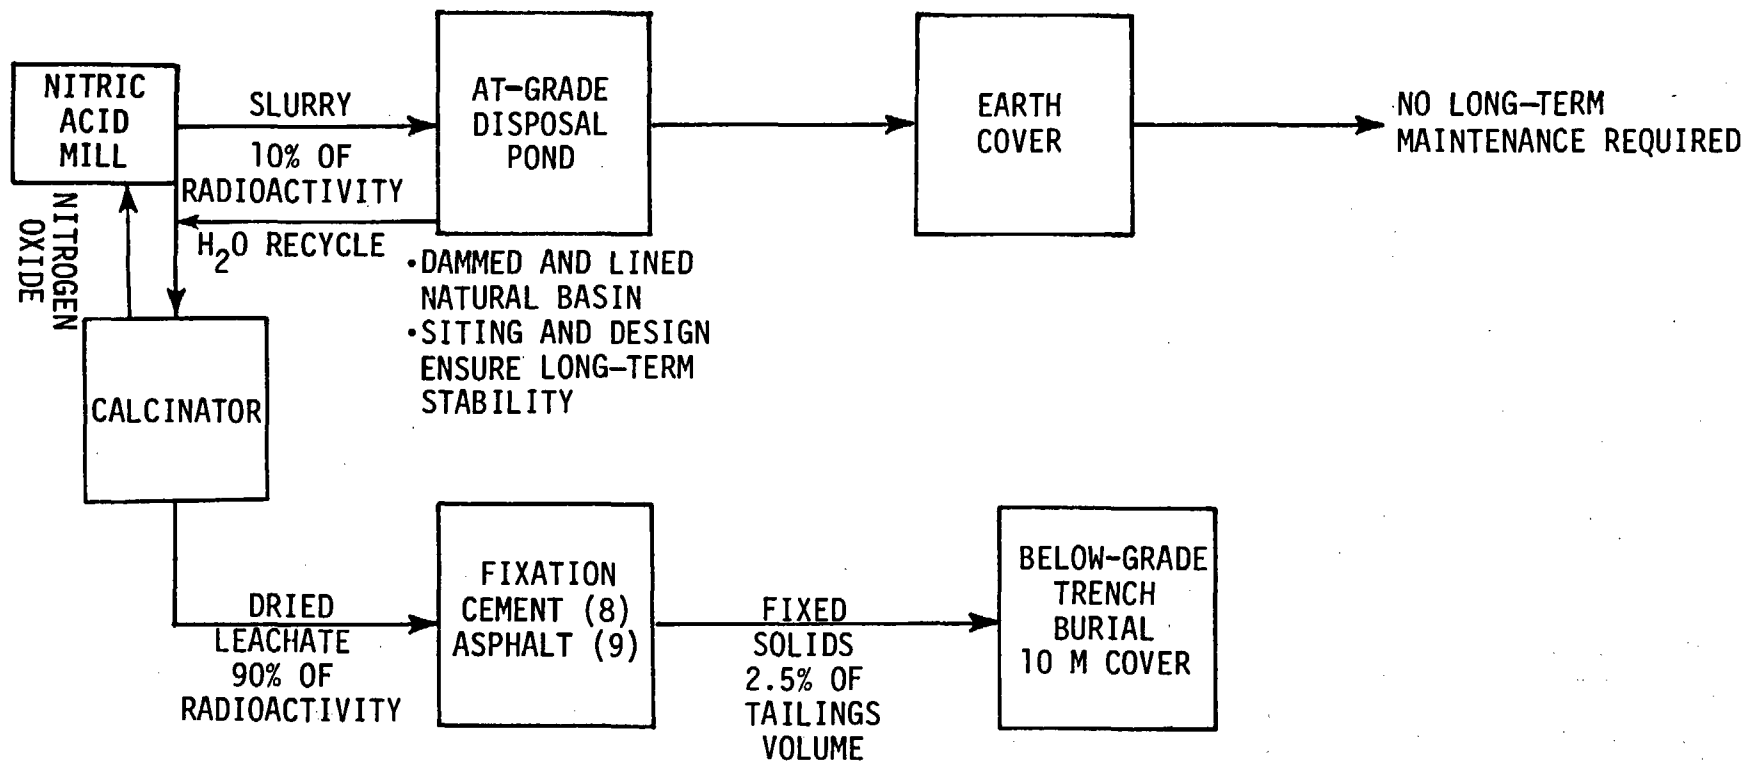 NITRIC
ACID
MILL
SLURRY
10% OF
RADIOACTIVITY
H2O RECYCLE
NITROGEN
OXIDE
AT-GRADE
DISPOSAL
POND
•DAMMED AND LINED
NATURAL BASIN
•SITING AND DESIGN
ENSURE LONG-TERM
STABILITY
EARTH
COVER
NO LONG-TERM
MAINTENANCE REQUIRED
CALCINATOR
DRIED
LEACHATE
90% OF
RADIOACTIVITY
FIXATION
CEMENT (8)
ASPHALT (9)
FIXED
SOLIDS
2.5% OF
TAILINGS
VOLUME
BELOW-GRADE
TRENCH
BURIAL
10 M COVER